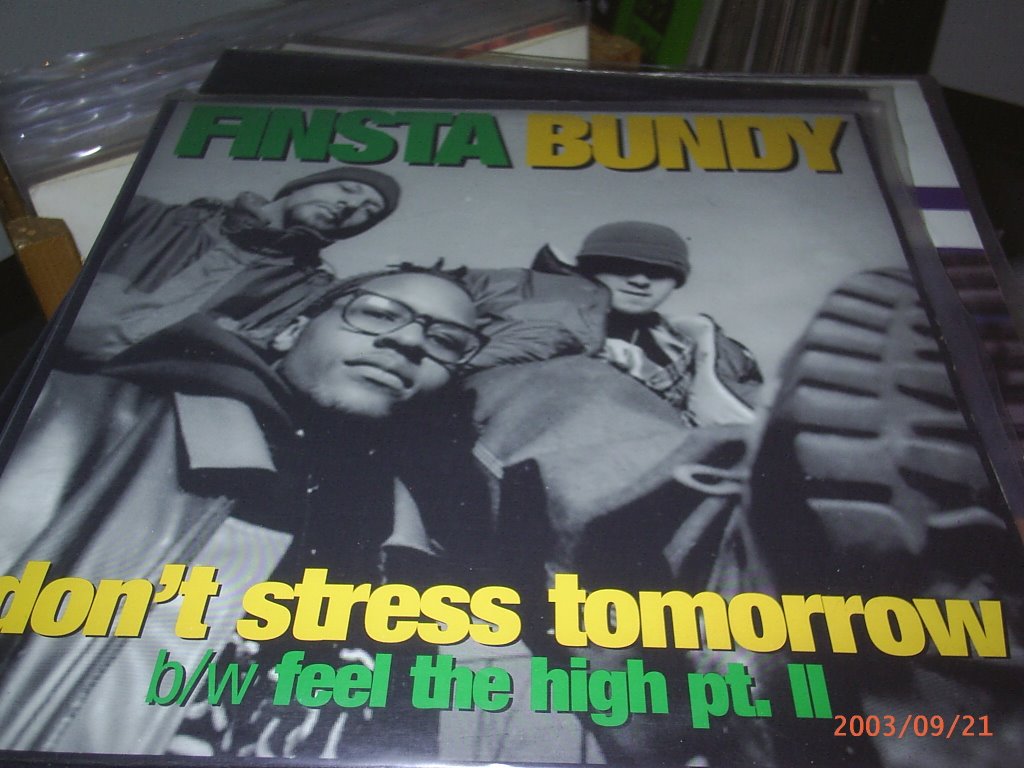 FINSTA BUNDY
don't stress tomorrow
b/w feel the high pt. II
2003/09/21